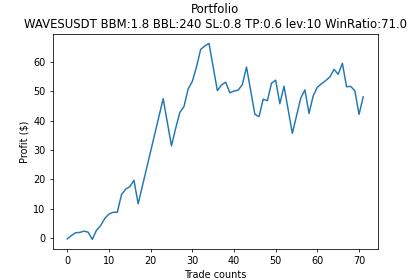 Portfolio
WAVESUSDT BBM:1.8 BBL:240 SL:0.8 TP:0.6 lev:10 WinRatio:71.0
60
50
40
30
20
10
0
Profit ($)
0 10 20 30 40 50 60 70
Trade counts